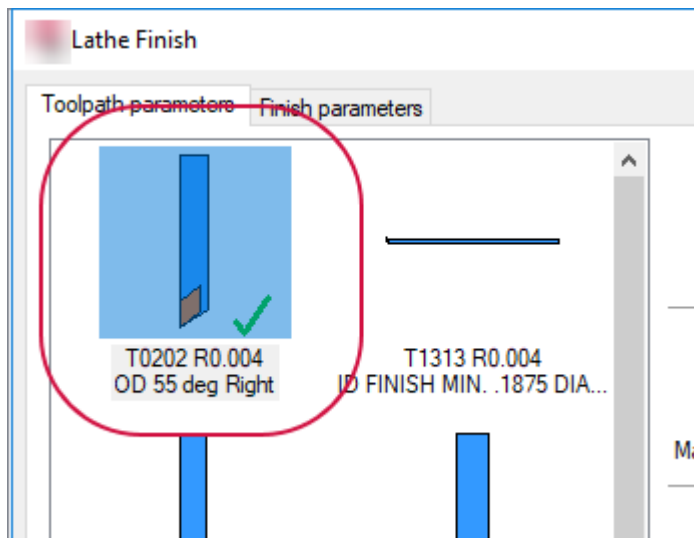 Lathe Finish
Toolpath parameters Finish parameters
T0202 R0.004
OD 55 deg Right
T1313 R0.004
ID FINISH MIN. .1875 DIA...
Ma